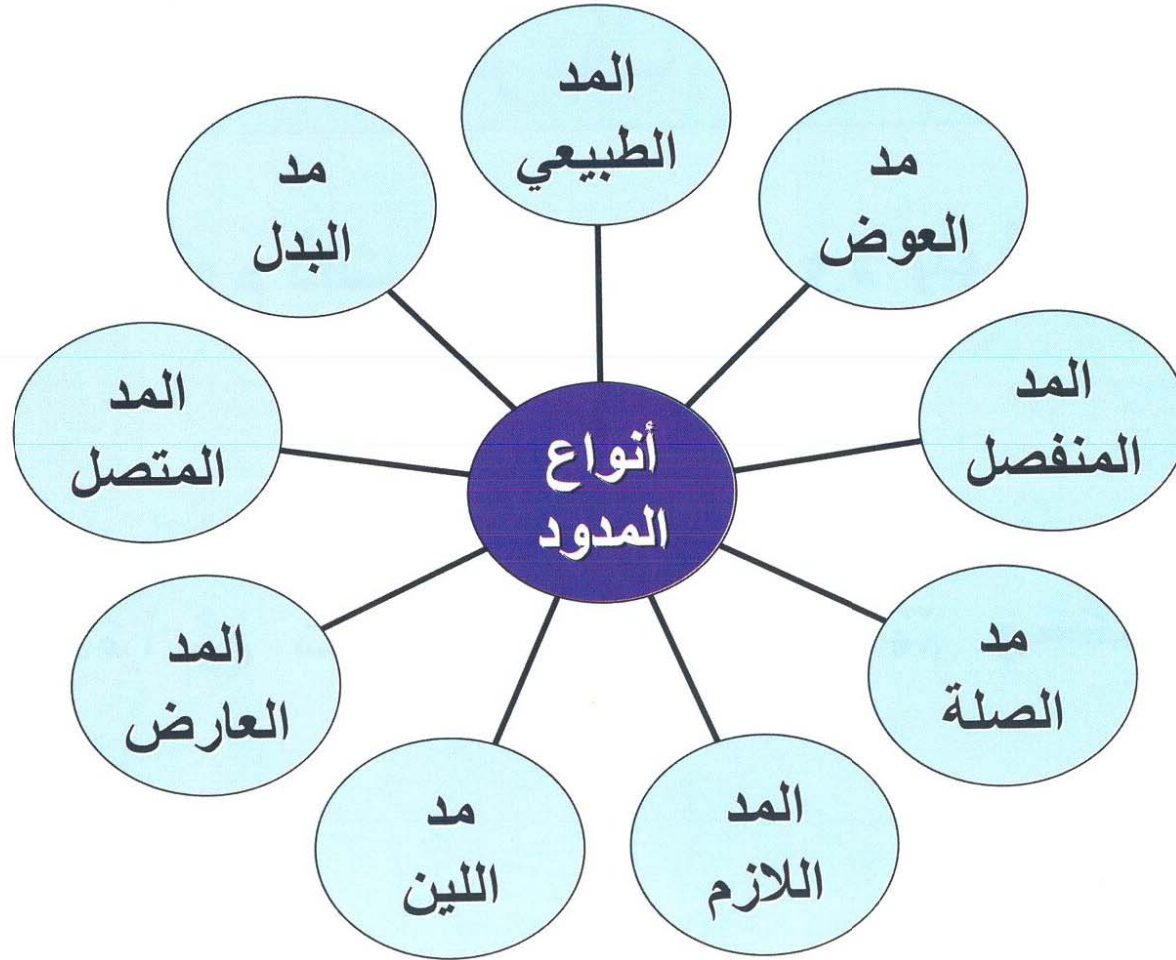 أنواع
المدود
المد
الطبيعي
مد
العوض
المد
المنفصل
مد
الصلة
المد
اللازم
مد
اللين
المد
العارض
المد
المتصل
مد
البدل